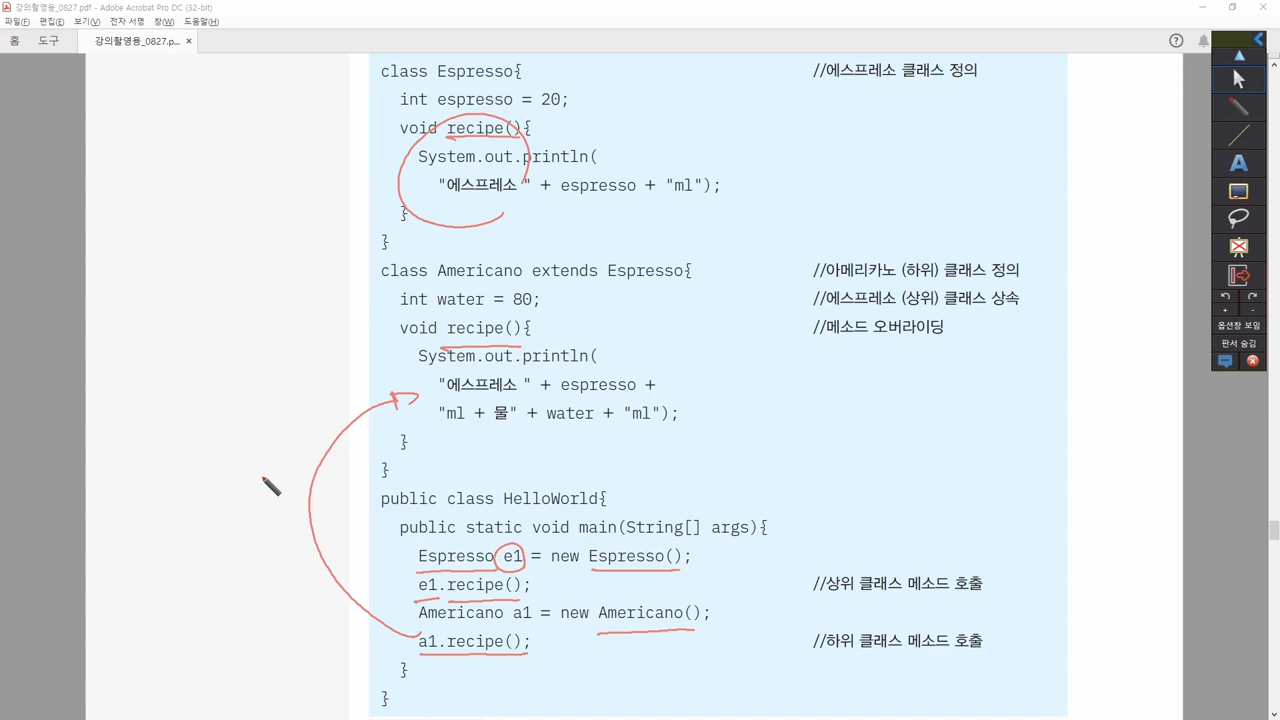 강의촬영용_0827.pdf - Adobe Acrobat Pro DC (32-bit)
파일(F) 편집(E) 보기(V) 전자 서명 창(W) 도움말(H)
홈 도구 강의촬영용_0827.p... ×
class Espresso{ //에스프레소 클래스 정의
int espresso = 20;
void recipe(){
System.out.println(
"에스프레소 " + espresso + "ml");
}
}
class Americano extends Espresso{ //아메리카노 (하위) 클래스 정의
int water = 80; //에스프레소 (상위) 클래스 상속
void recipe(){ //메소드 오버라이딩
System.out.println(
"에스프레소 " + espresso +
"ml + 물" + water + "ml");
}
}
public class HelloWorld{
public static void main(String[] args){
Espresso e1 = new Espresso();
e1.recipe(); //상위 클래스 메소드 호출
Americano a1 = new Americano();
a1.recipe(); //하위 클래스 메소드 호출
}
}
A
+ -
옵션창 보임
판서 숨김